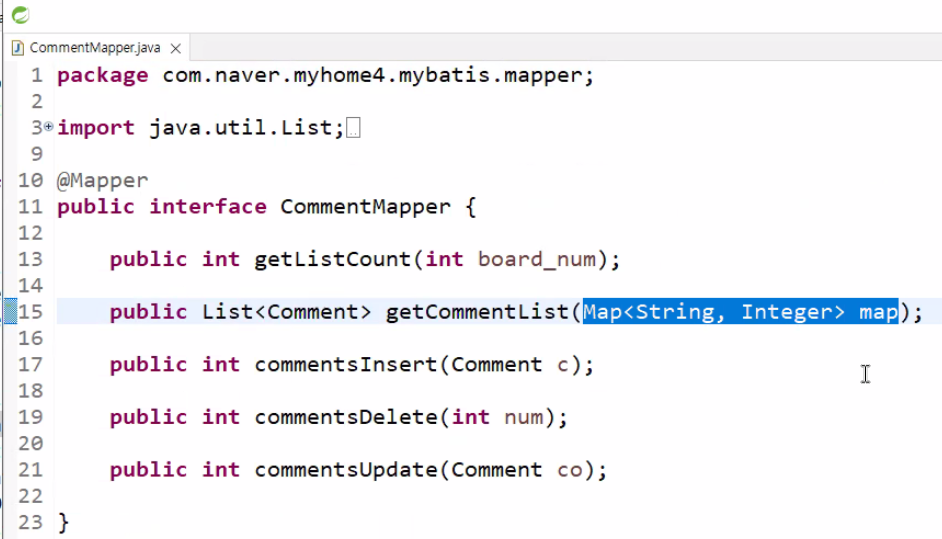 CommentMapper.java
1 package com.naver.myhome4.mybatis.mapper;
2
3 import java.util.List;
9
10 @Mapper
11 public interface CommentMapper {
12
13 public int getListCount(int board_num);
14
15 public List<Comment> getCommentList(Map<String, Integer> map);
16
17 public int commentsInsert(Comment c);
18
19 public int commentsDelete(int num);
20
21 public int commentsUpdate(Comment co);
22
23 }